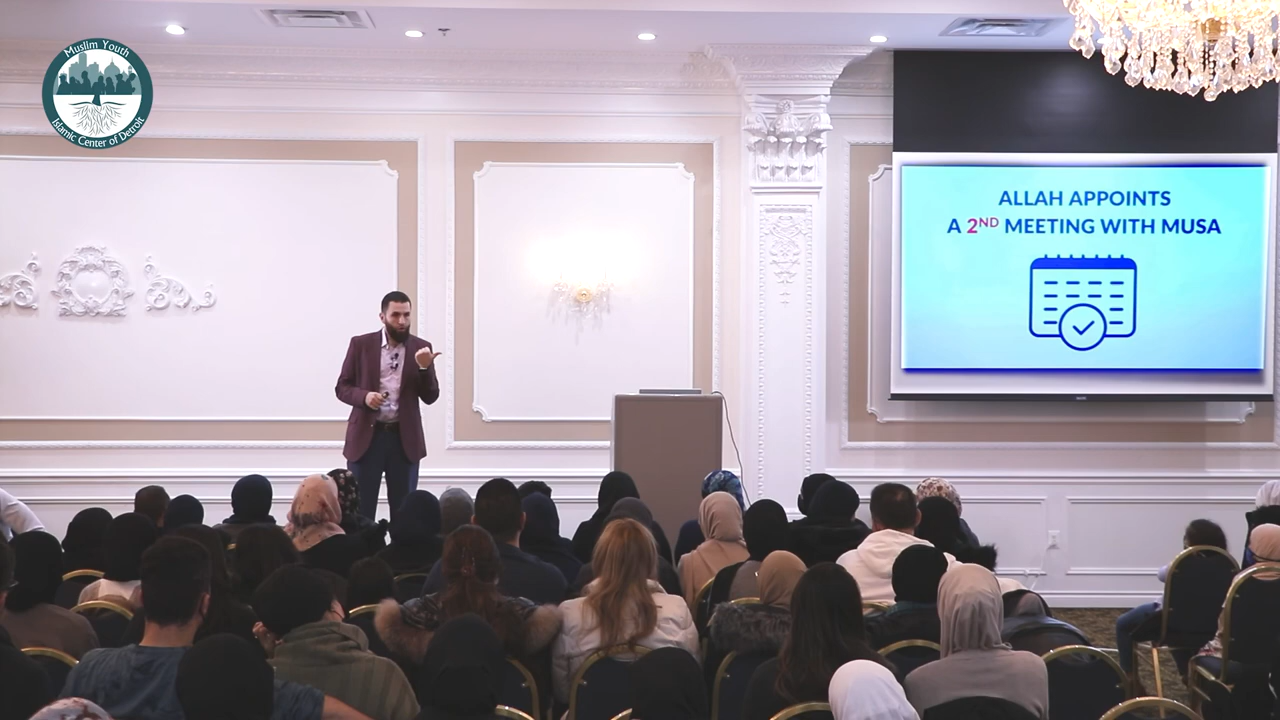 Muslim Youth
Islamic Center of Detroit
ALLAH APPOINTS
A 2ND MEETING WITH MUSA